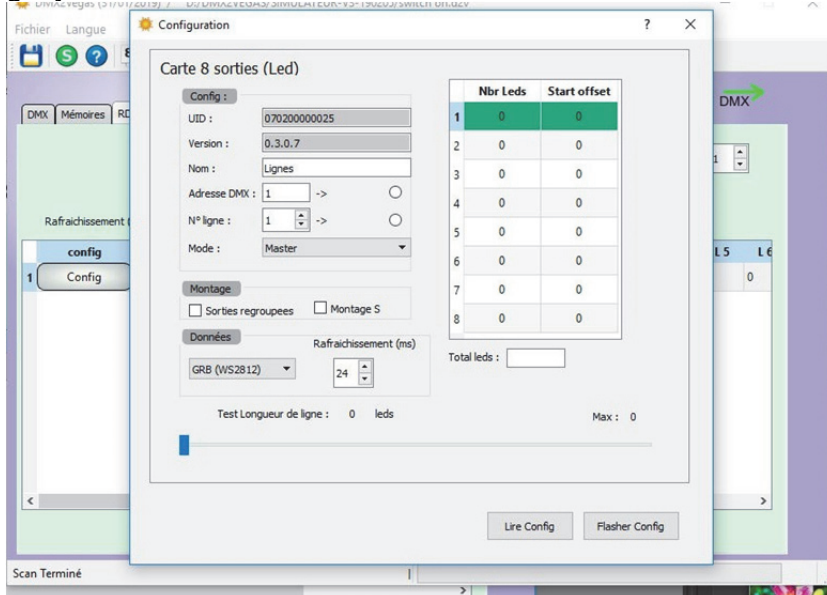 DMX2Vegas (31/01/2019) / D:/DMX2VEGAS/SIMULATEUR-V5-190205/switch on.d2v
Fichier Langue
Configuration ? X
S ?
Carte 8 sorties (Led)
Config :
UID : 070200000025
Version : 0.3.0.7
Nom : Lignes
Adresse DMX : 1 ->
N° ligne : 1 ->
Mode : Master
Montage
Sorties regroupees Montage S
Données
Rafraichissement (ms)
GRB (WS2812) 24
Test Longueur de ligne : 0 leds
Nbr Leds Start offset
1 0 0
2 0 0
3 0 0
4 0 0
5 0 0
6 0 0
7 0 0
8 0 0
Total leds :
Max : 0
Lire Config Flasher Config
DMX Mémoires RD
DMX
1
Rafraichissement (
config L 5 L 6
1 Config 0
Scan Terminé